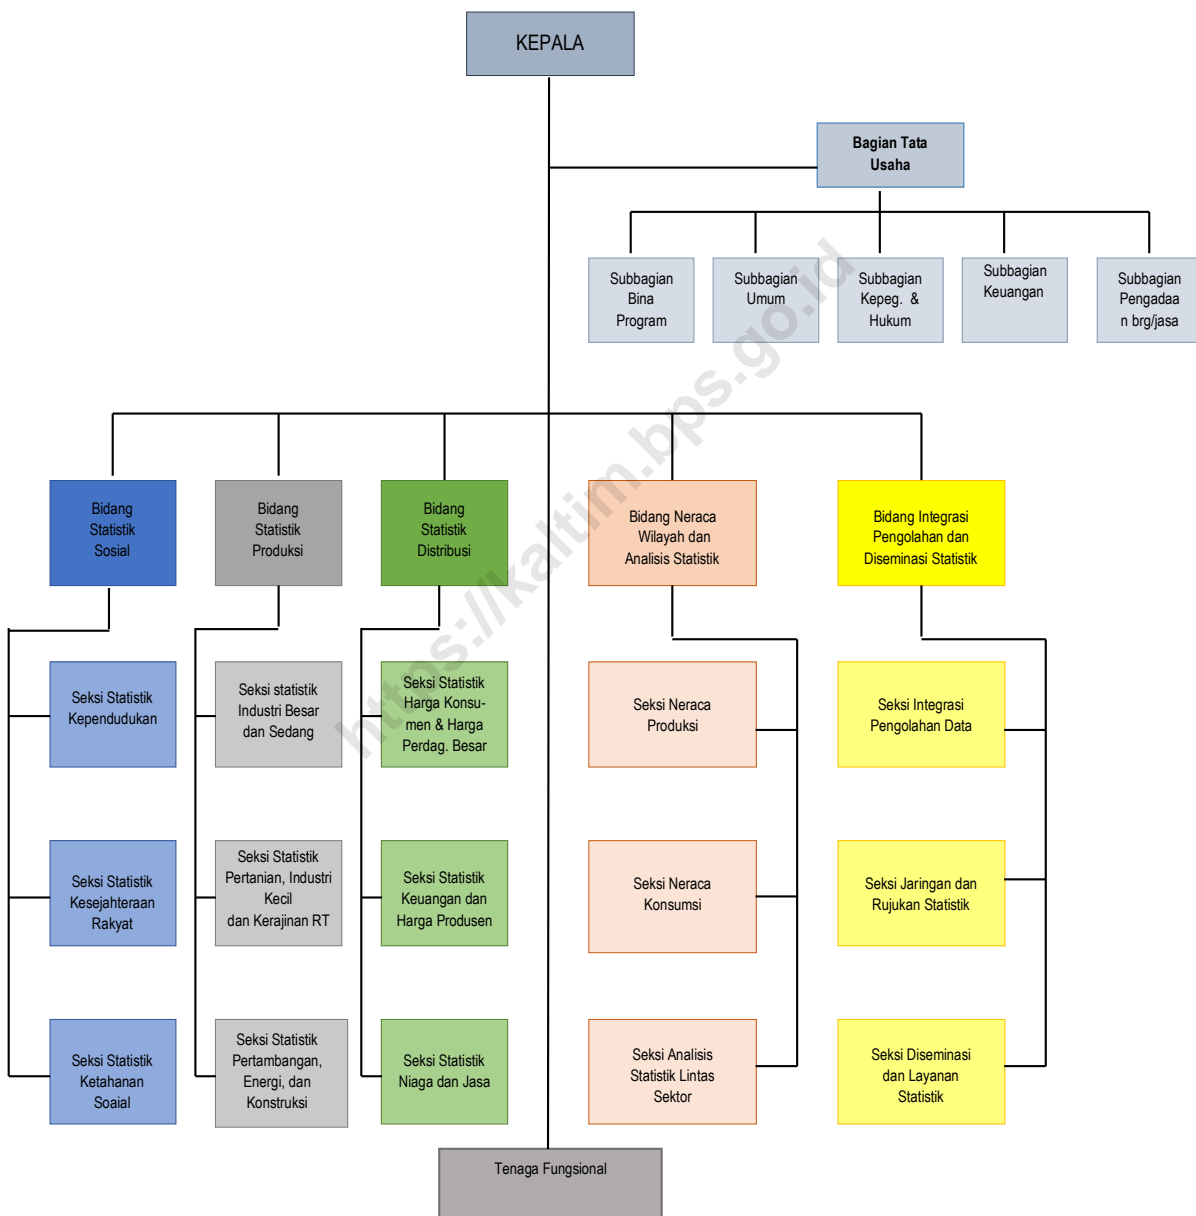 KEPALA
Bagian Tata
Usaha
Subbagian
Bina
Program
Subbagian
Umum
Subbagian
Kepeg. &
Hukum
Subbagian
Keuangan
Subbagian
Pengadaa
n brg/jasa
Bidang
Statistik
Sosial
Bidang
Statistik
Produksi
Bidang
Statistik
Distribusi
Bidang Neraca
Wilayah dan
Analisis Statistik
Bidang Integrasi
Pengolahan dan
Diseminasi Statistik
Seksi Statistik
Kependudukan
Seksi statistik
Industri Besar
dan Sedang
Seksi Statistik
Harga Konsu-
men & Harga
Perdag. Besar
Seksi Neraca
Produksi
Seksi Integrasi
Pengolahan Data
Seksi Statistik
Kesejahteraan
Rakyat
Seksi Statistik
Pertanian, Industri
Kecil
dan Kerajinan RT
Seksi Statistik
Keuangan dan
Harga Produsen
Seksi Neraca
Konsumsi
Seksi Jaringan dan
Rujukan Statistik
Seksi Statistik
Ketahanan
Soaial
Seksi Statistik
Pertambangan,
Energi, dan
Konstruksi
Seksi Statistik
Niaga dan Jasa
Seksi Analisis
Statistik Lintas
Sektor
Seksi Diseminasi
dan Layanan
Statistik
Tenaga Fungsional
https://kaltim.bps.go.id